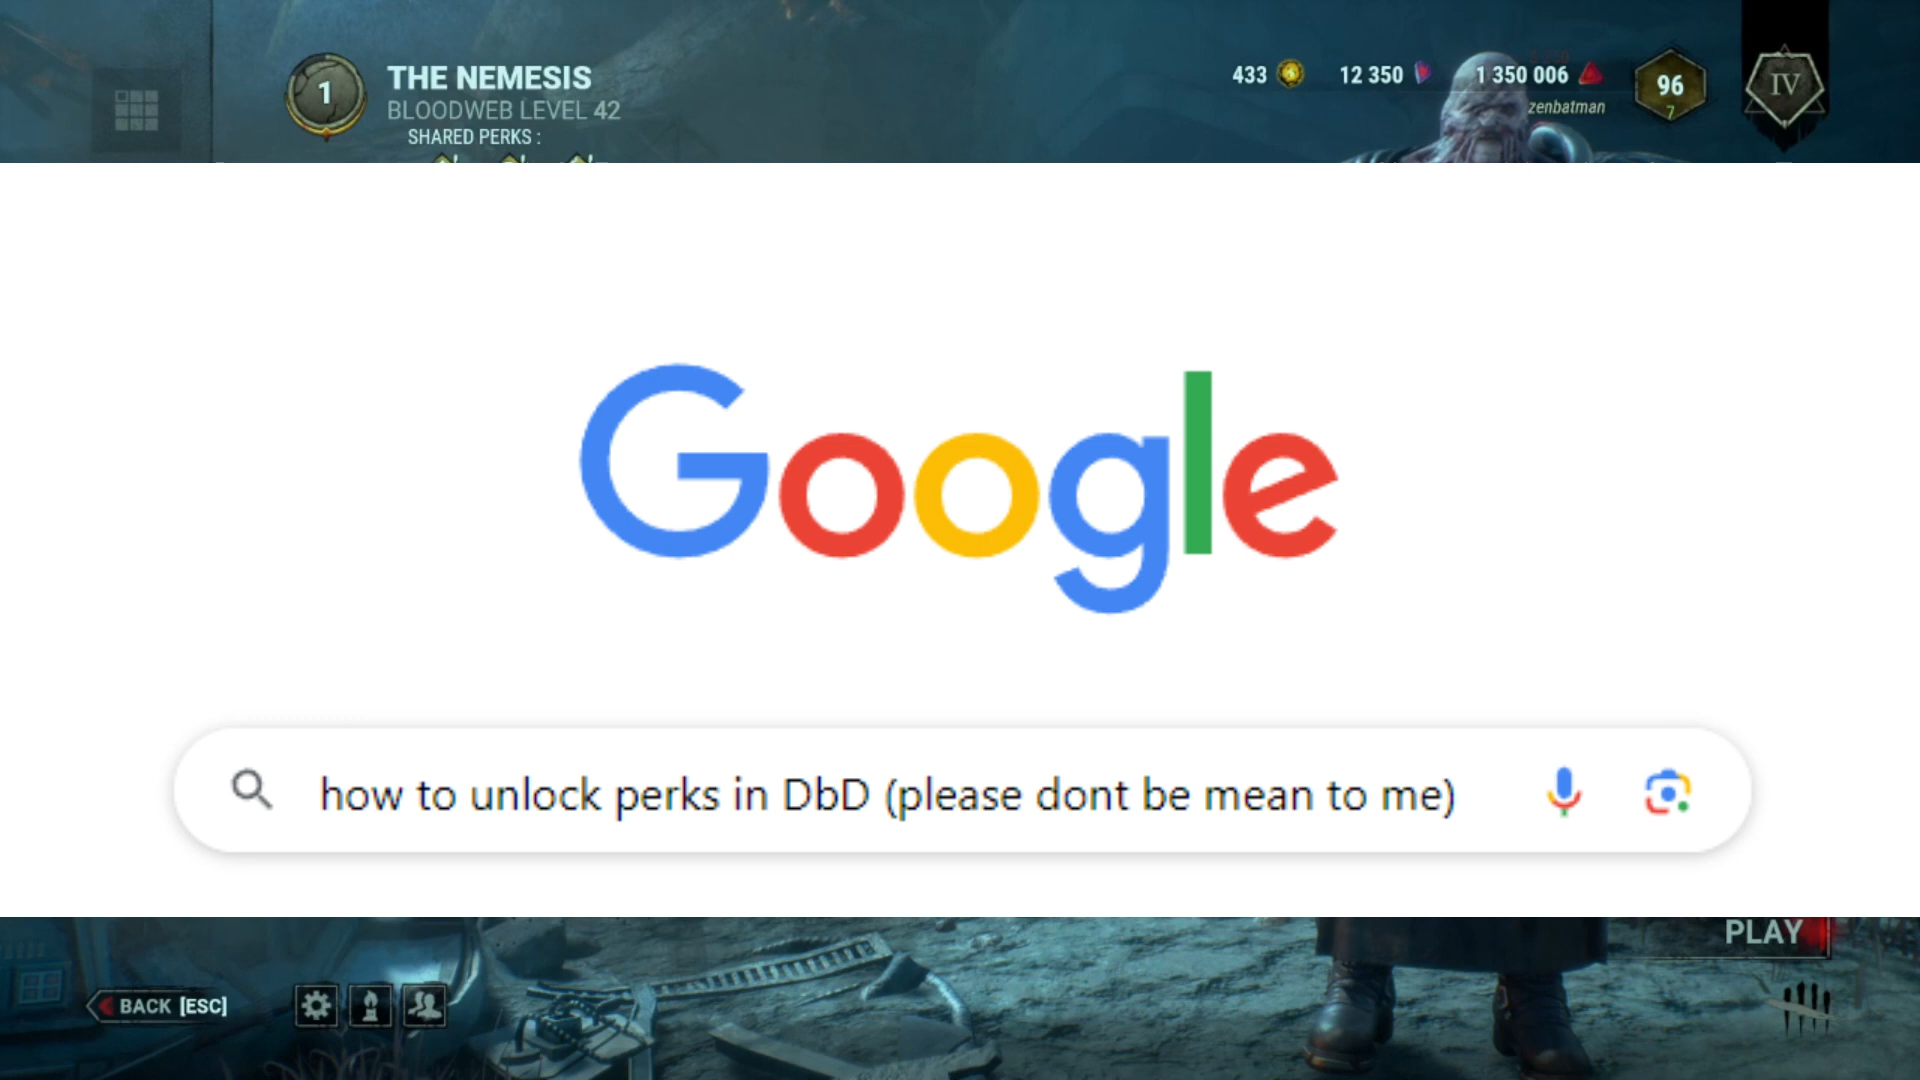 1
THE NEMESIS
BLOODWEB LEVEL 42
SHARED PERKS :
433
12 350
1 350 006
zenbatman
96
7
IV
Google
how to unlock perks in DbD (please dont be mean to me)
PLAY
BACK [ESC]